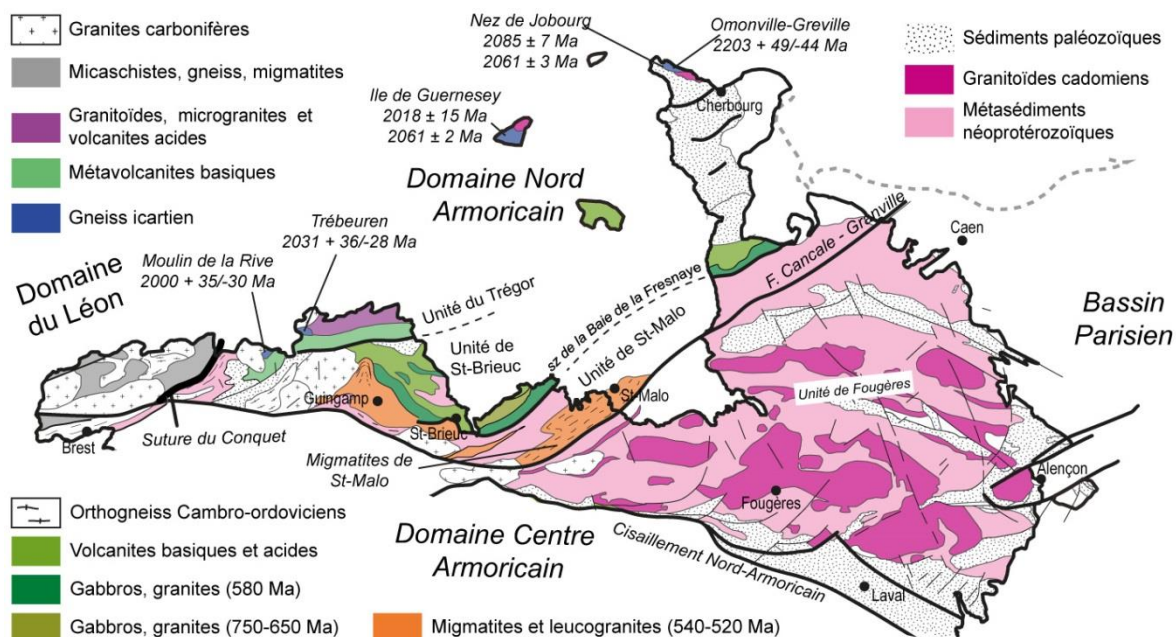 Granites carbonifères
Micaschistes, gneiss, migmatites
Granitoïdes, microgranites et
volcanites acides
Métavolcanites basiques
Gneiss icartien
Nez de Jobourg
2085 ± 7 Ma
2061 ± 3 Ma
Omonville-Greville
2203 + 49/-44 Ma
Sédiments paléozoïques
Granitoïdes cadomiens
Métasédiments
néoprotérozoïques
Ile de Guernesey
2018 ± 15 Ma
2061 ± 2 Ma
Cherbourg
Domaine Nord
Armoricain
Trébeuren
2031 + 36/-28 Ma
Moulin de la Rive
2000 + 35/-30 Ma
Domaine
du Léon
Unité du Trégor
Unité de
St-Brieuc
sez de la Baie de la Fresnaye
Unité de St-Malo
F. Cancale - Granville
Caen
Bassin
Parisien
Unité de Fougères
Guingamp
St-Brieuc
St-Malo
Brest
Suture du Conquet
Migmatites de
St-Malo
Fougères
Alençon
Domaine Centre
Armoricain
Cisaillement Nord-Armoricain
Laval
Orthogneiss Cambro-ordoviciens
Volcanites basiques et acides
Gabbros, granites (580 Ma)
Gabbros, granites (750-650 Ma)
Migmatites et leucogranites (540-520 Ma)